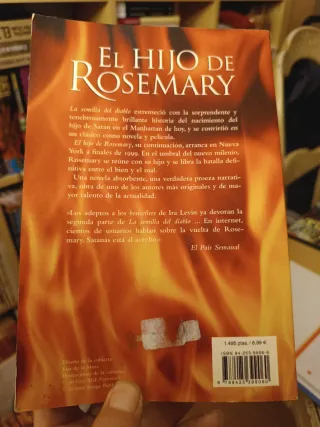 EL HIJO DE
ROSEMARY
La semilla del diablo estremeció con la sorprendente y
tenebrosamente brillante historia del nacimiento del
hijo de Satán en el Manhattan de hoy, y se convirtió en
un clásico como novela y película.
El hijo de Rosemary, su continuación, arranca en Nueva
York a finales de 1999. En el umbral del nuevo milenio,
Rosemary se reúne con su hijo y se libra la batalla defi-
nitiva entre el bien y el mal.
Una novela absorbente, una verdadera proeza narrati-
va, obra de uno de los autores más originales y de ma-
yor talento de la actualidad.
«Los adeptos a los bestsellers de Ira Levin ya devoran la
segunda parte de La semilla del diablo ... En internet,
cientos de usuarios hablan sobre la vuelta de Rose-
mary. Satanás está al acecho.»
El País Semanal
1.495 ptas. / 8,99 €
Diseño de la cubierta: